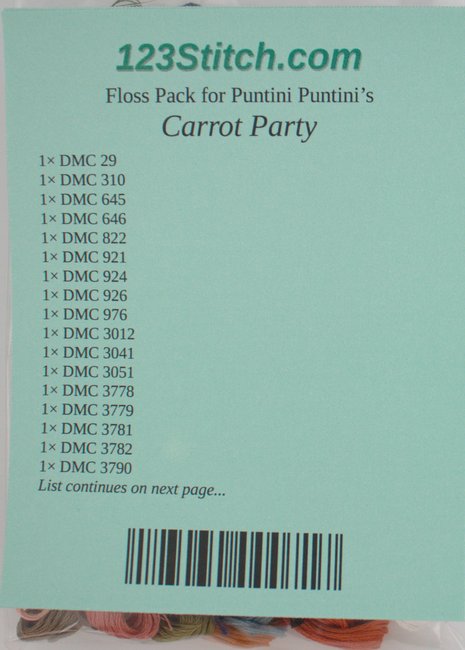 123Stitch.com
Floss Pack for Puntini Puntini’s
Carrot Party
1× DMC 29
1× DMC 310
1× DMC 645
1× DMC 646
1× DMC 822
1× DMC 921
1× DMC 924
1× DMC 926
1× DMC 976
1× DMC 3012
1× DMC 3041
1× DMC 3051
1× DMC 3778
1× DMC 3779
1× DMC 3781
1× DMC 3782
1× DMC 3790
List continues on next page...